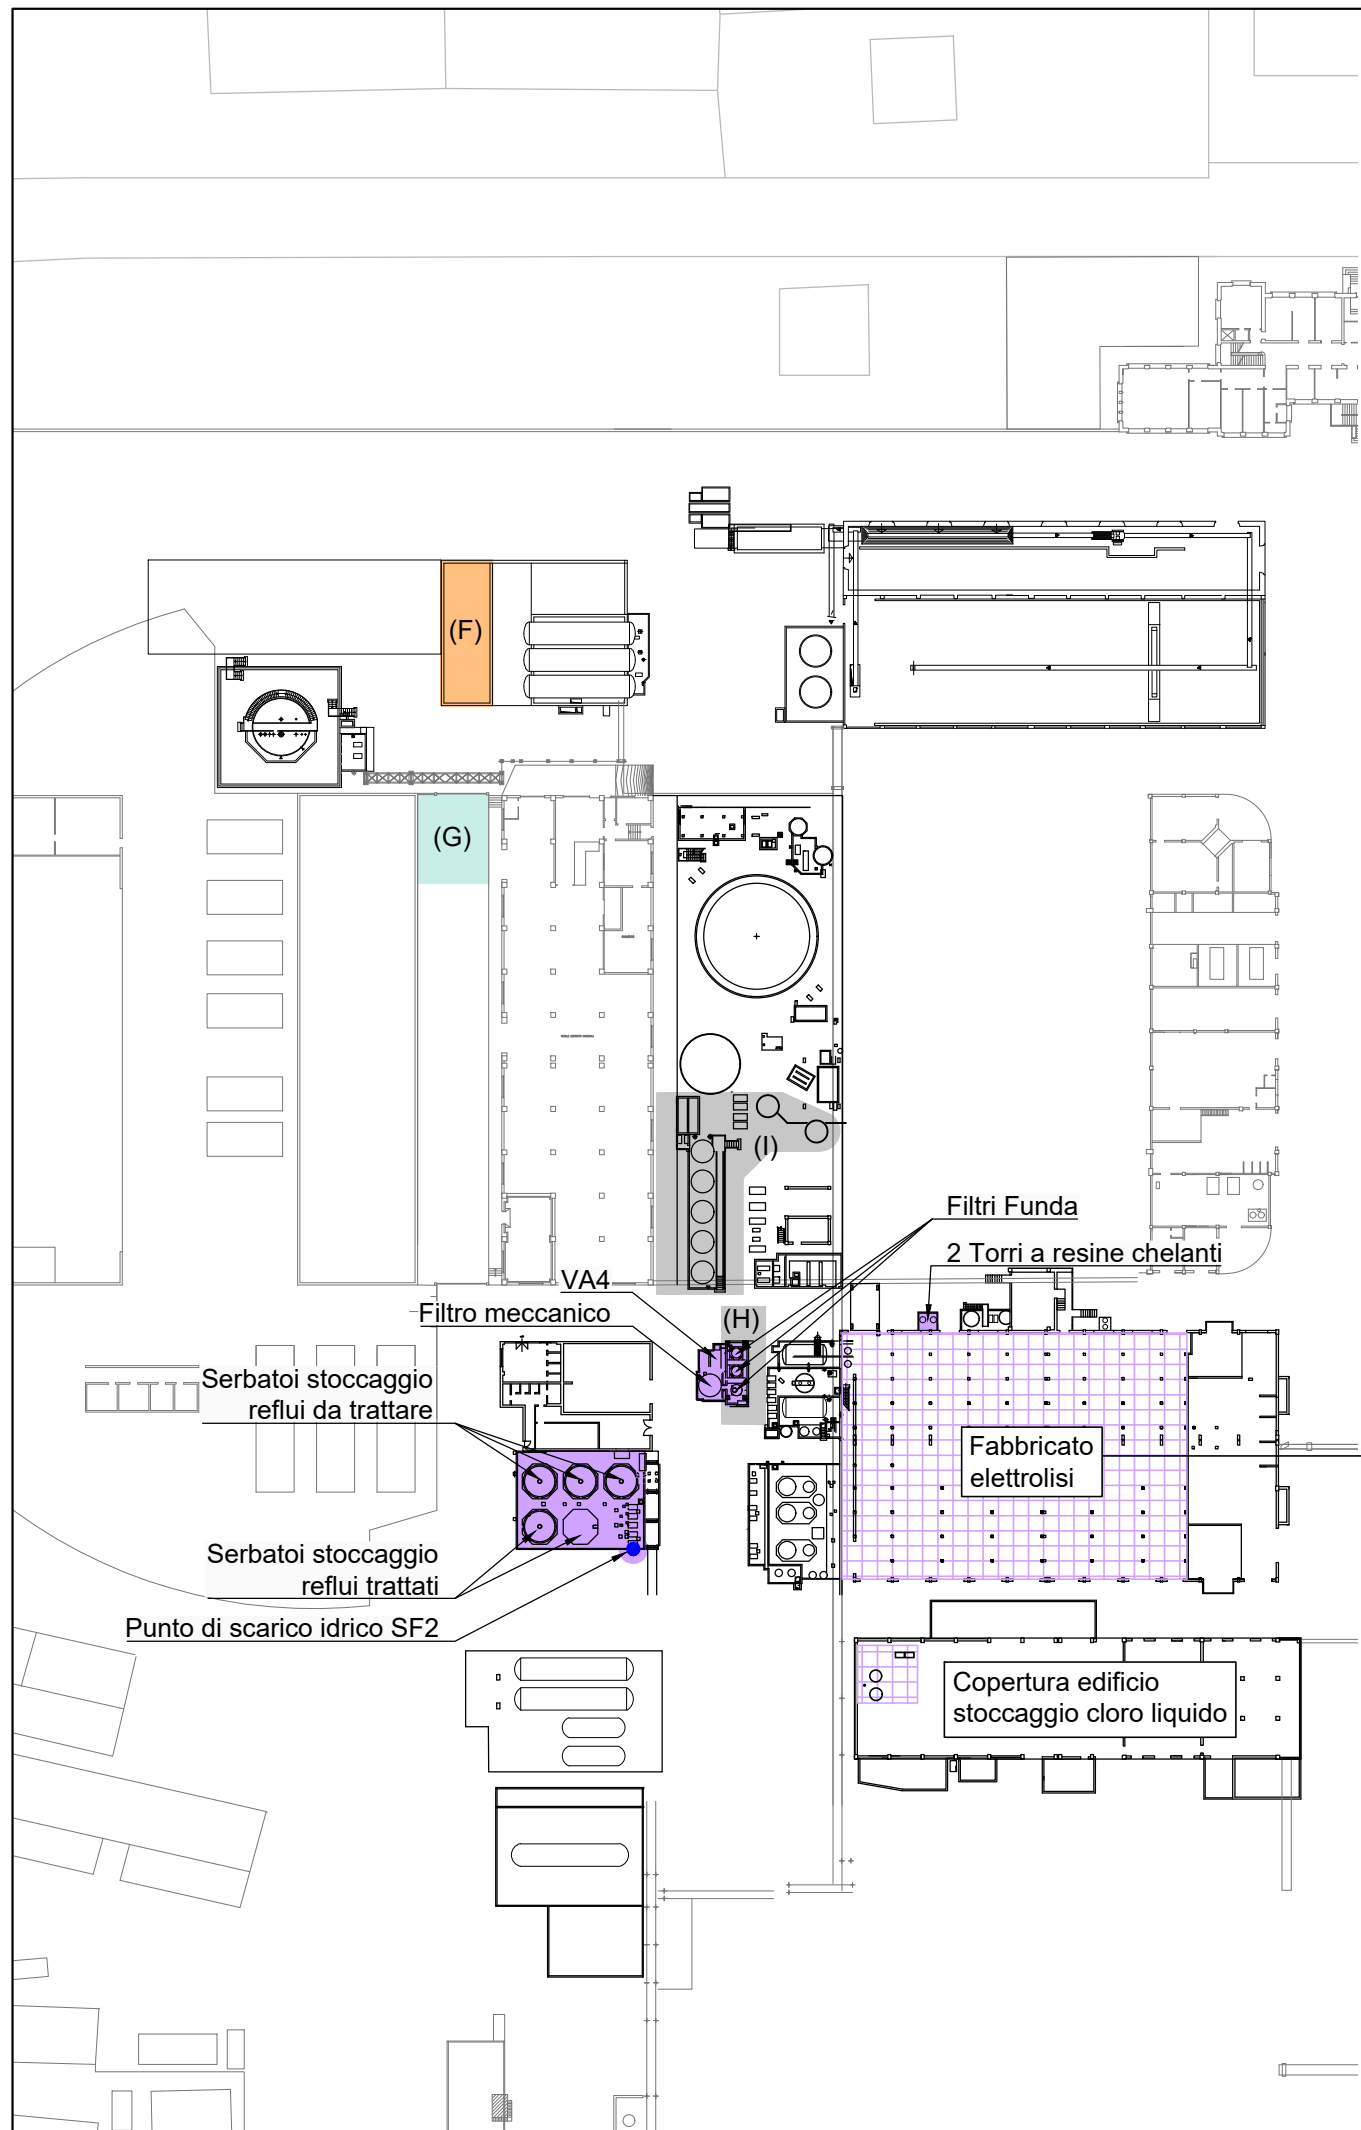 (F)
(G)
(I)
Filtri Funda
2 Torri a resine chelanti
VA4
Filtro meccanico
(H)
Serbatoi stoccaggio
reflui da trattare
Fabbricato
elettrolisi
Serbatoi stoccaggio
reflui trattati
Punto di scarico idrico SF2
Copertura edificio
stoccaggio cloro liquido